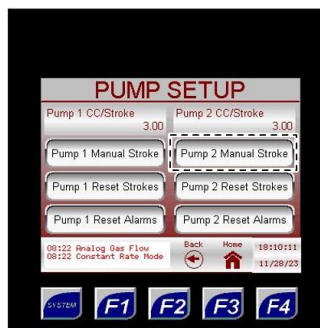 PUMP SETUP
Pump 1 CC/Stroke Pump 2 CC/Stroke
3.00 3.00
Pump 1 Manual Stroke Pump 2 Manual Stroke
Pump 1 Reset Strokes Pump 2 Reset Strokes
Pump 1 Reset Alarms Pump 2 Reset Alarms
08:22 Analog Gas Flow Back Home 18:10:11
08:22 Constant Rate Mode 11/28/23
SYSTEM F1 F2 F3 F4